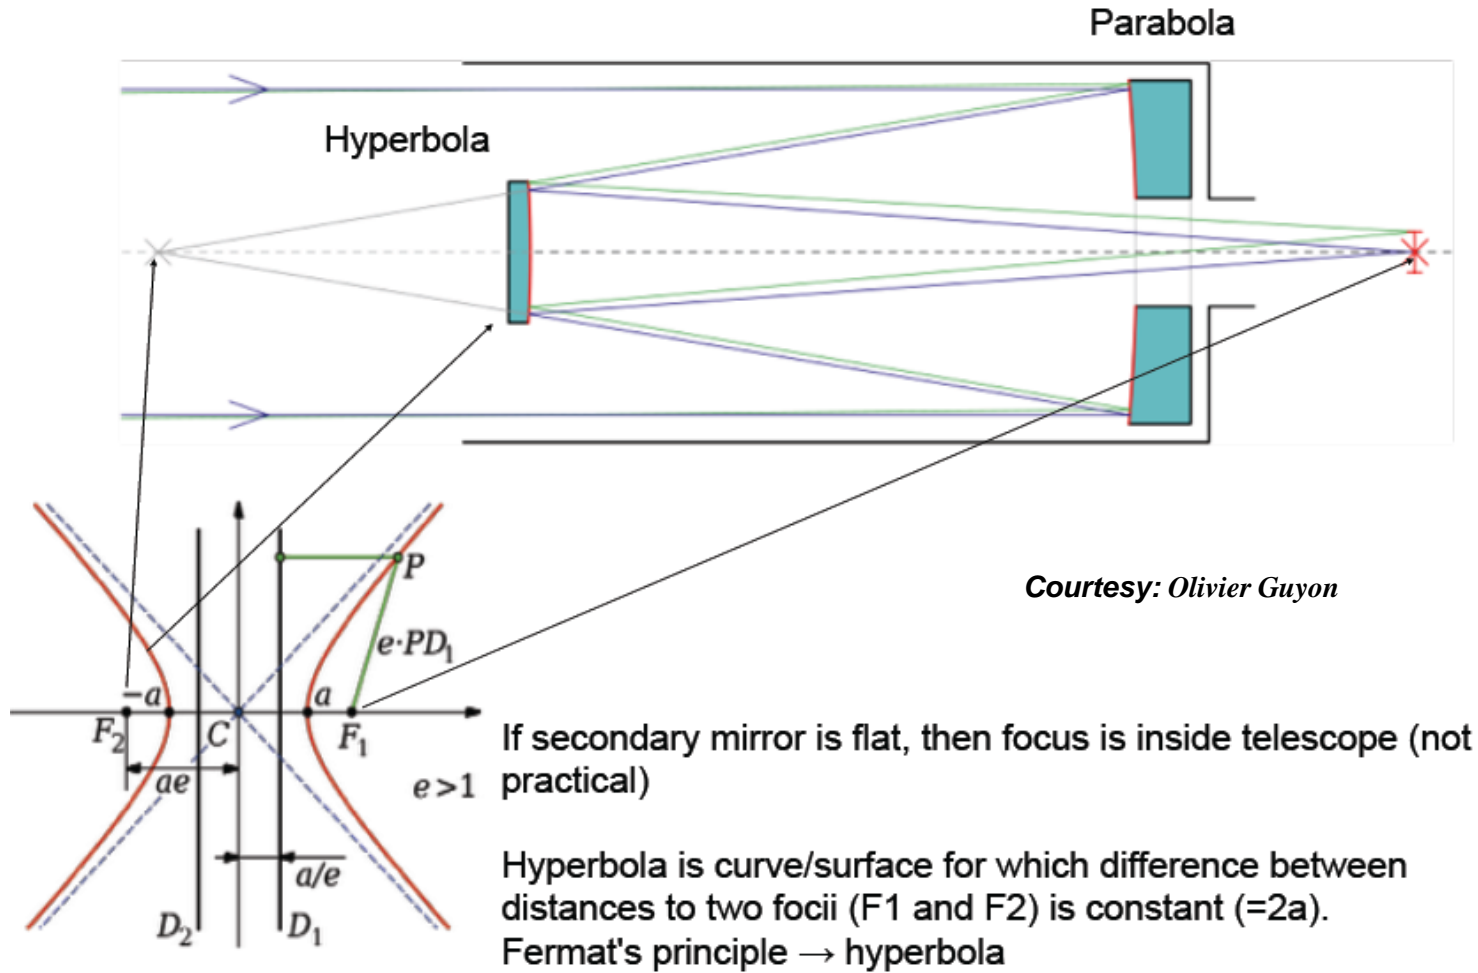 Parabola
Hyperbola
Courtesy: Olivier Guyon
P
e·PD₁
−a
a
F₂
C
F₁
ae
e>1
a/e
D₂
D₁
If secondary mirror is flat, then focus is inside telescope (not
practical)
Hyperbola is curve/surface for which difference between
distances to two focii (F1 and F2) is constant (=2a).
Fermat's principle → hyperbola